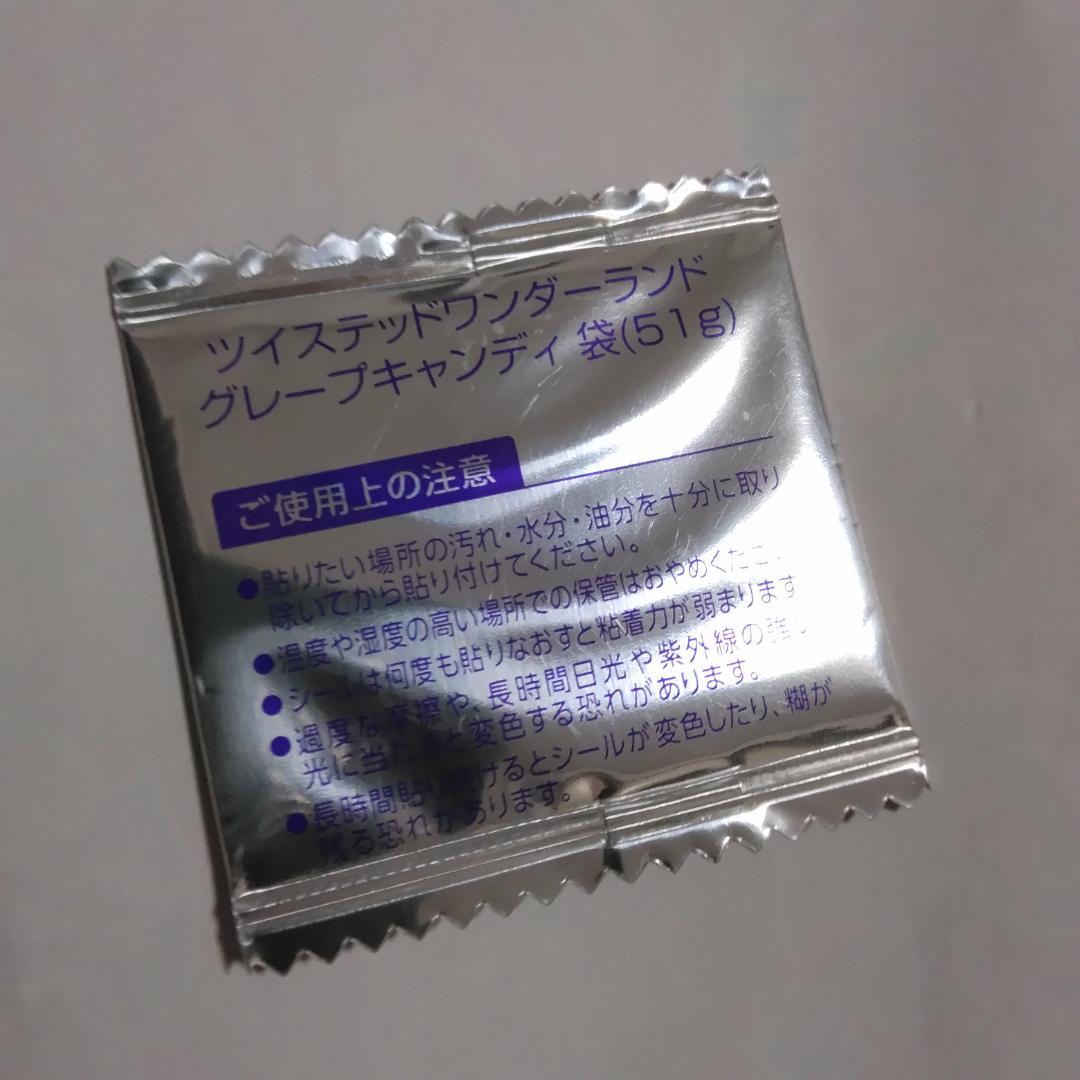 ツイステッドワンダーランド
グレープキャンディ 袋(51g)
ご使用上の注意
●貼りたい場所の汚れ・水分・油分を十分に取り
除いてから貼り付けてください。
●温度や湿度の高い場所での保管はおやめくださ
●シールは何度も貼りなおすと粘着力が弱まります
●過度な摩擦や、長時間日光や紫外線の強い
光に当たると変色する恐れがあります。
●長時間貼り続けるとシールが変色したり、糊が
残る恐れがあります。